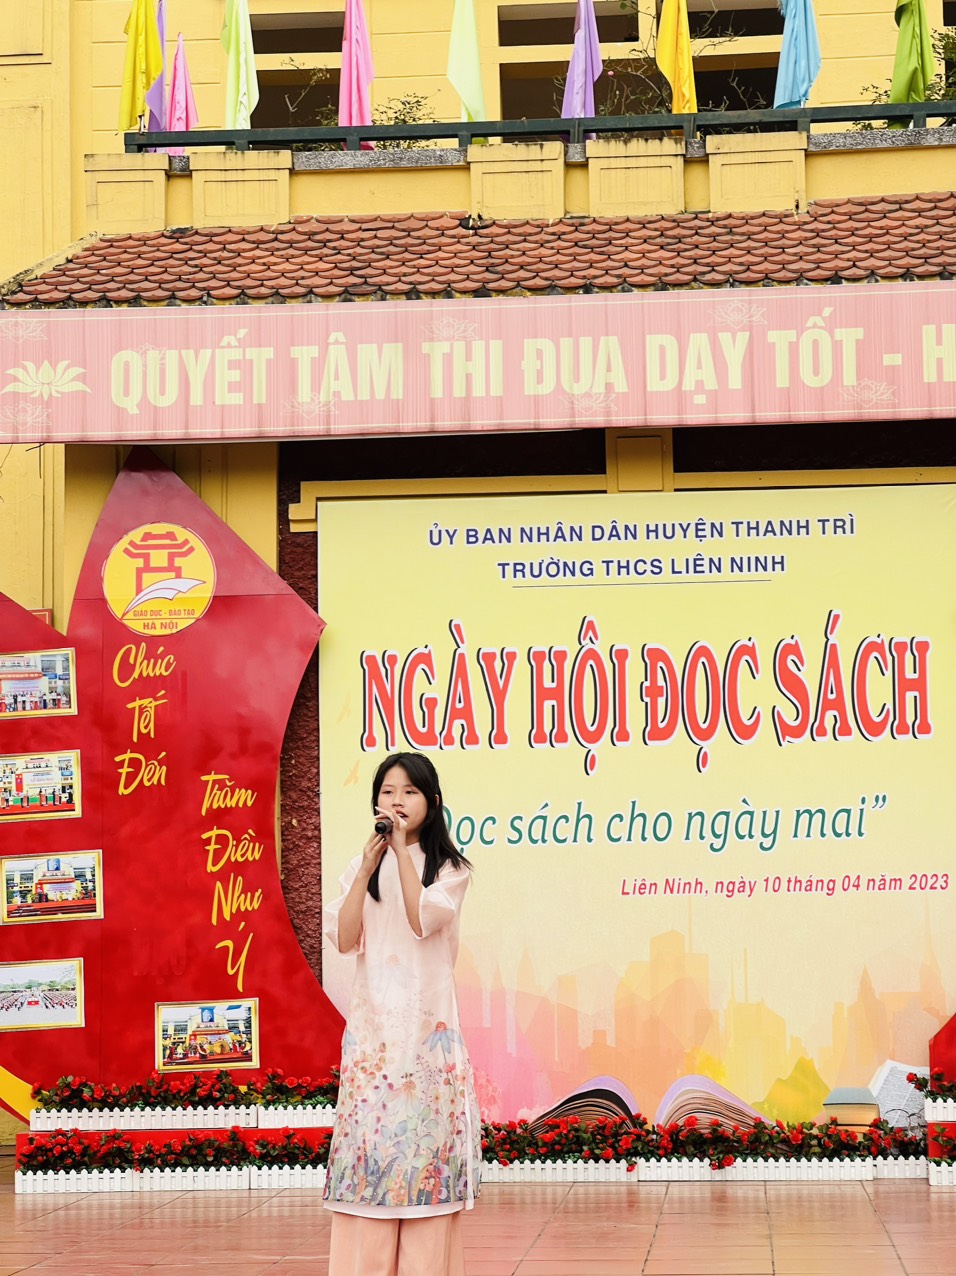 QUYẾT TÂM THI ĐUA DẠY TỐT - H
ỦY BAN NHÂN DÂN HUYỆN THANH TRÌ
TRƯỜNG THCS LIÊN NINH
NGÀY HỘI ĐỌC SÁCH
Đọc sách cho ngày mai”
Liên Ninh, ngày 10 tháng 04 năm 2023
GIÁO DỤC - ĐÀO TẠO
HÀ NỘI
Chúc
Tết
Đến
Trăm
Điều
Như
Ý